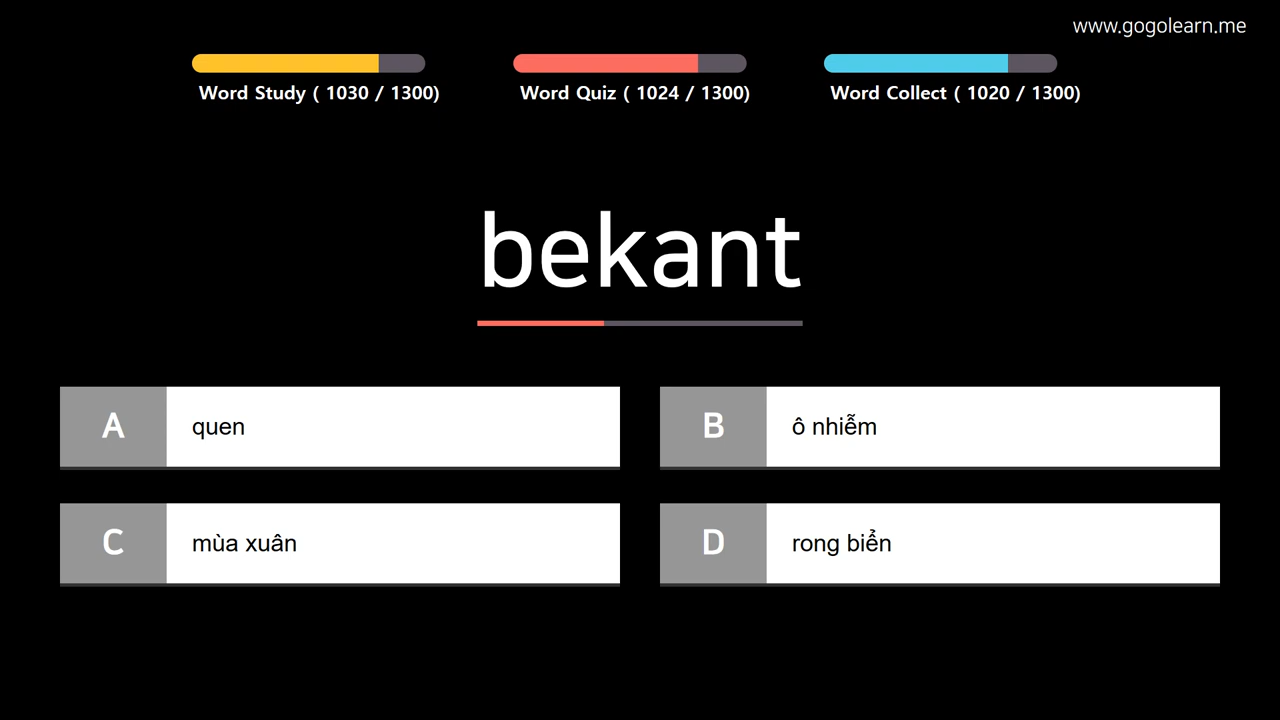 www.gogolearn.me
Word Study ( 1030 / 1300)
Word Quiz ( 1024 / 1300)
Word Collect ( 1020 / 1300)
bekant
A quen
B ô nhiễm
C mùa xuân
D rong biển